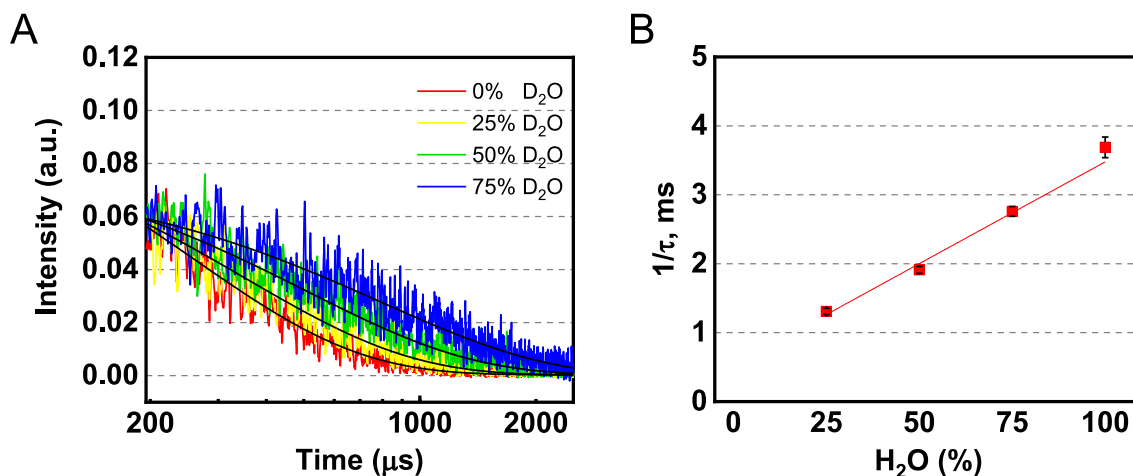 A
Intensity (a.u.)
0.12
0.10
0.08
0.06
0.04
0.02
0.00
0% D₂O
25% D₂O
50% D₂O
75% D₂O
200 1000 2000
Time (μs)
B
1/τ, ms
5
4
3
2
1
0
0 25 50 75 100
H₂O (%)